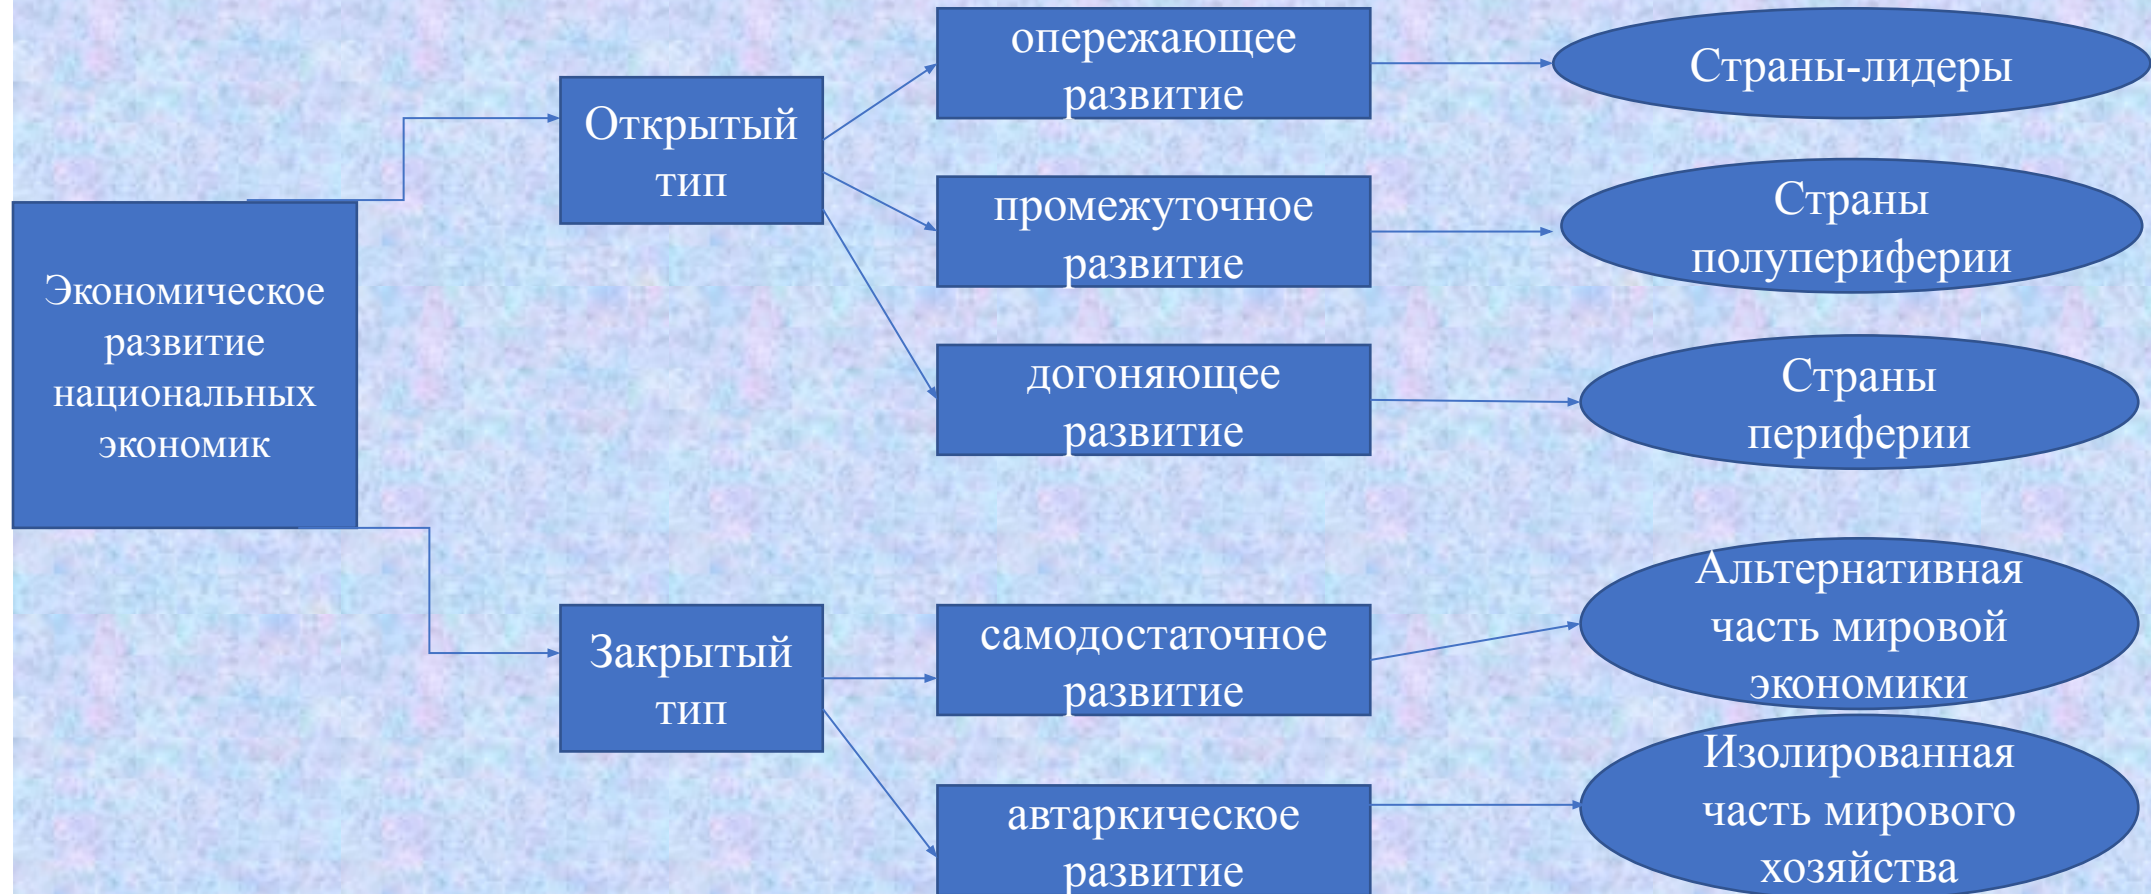 Экономическое
развитие
национальных
экономик
Открытый
тип
опережающее
развитие
Страны-лидеры
промежуточное
развитие
Страны
полупериферии
догоняющее
развитие
Страны
периферии
Закрытый
тип
самодостаточное
развитие
Альтернативная
часть мировой
экономики
автаркическое
развитие
Изолированная
часть мирового
хозяйства